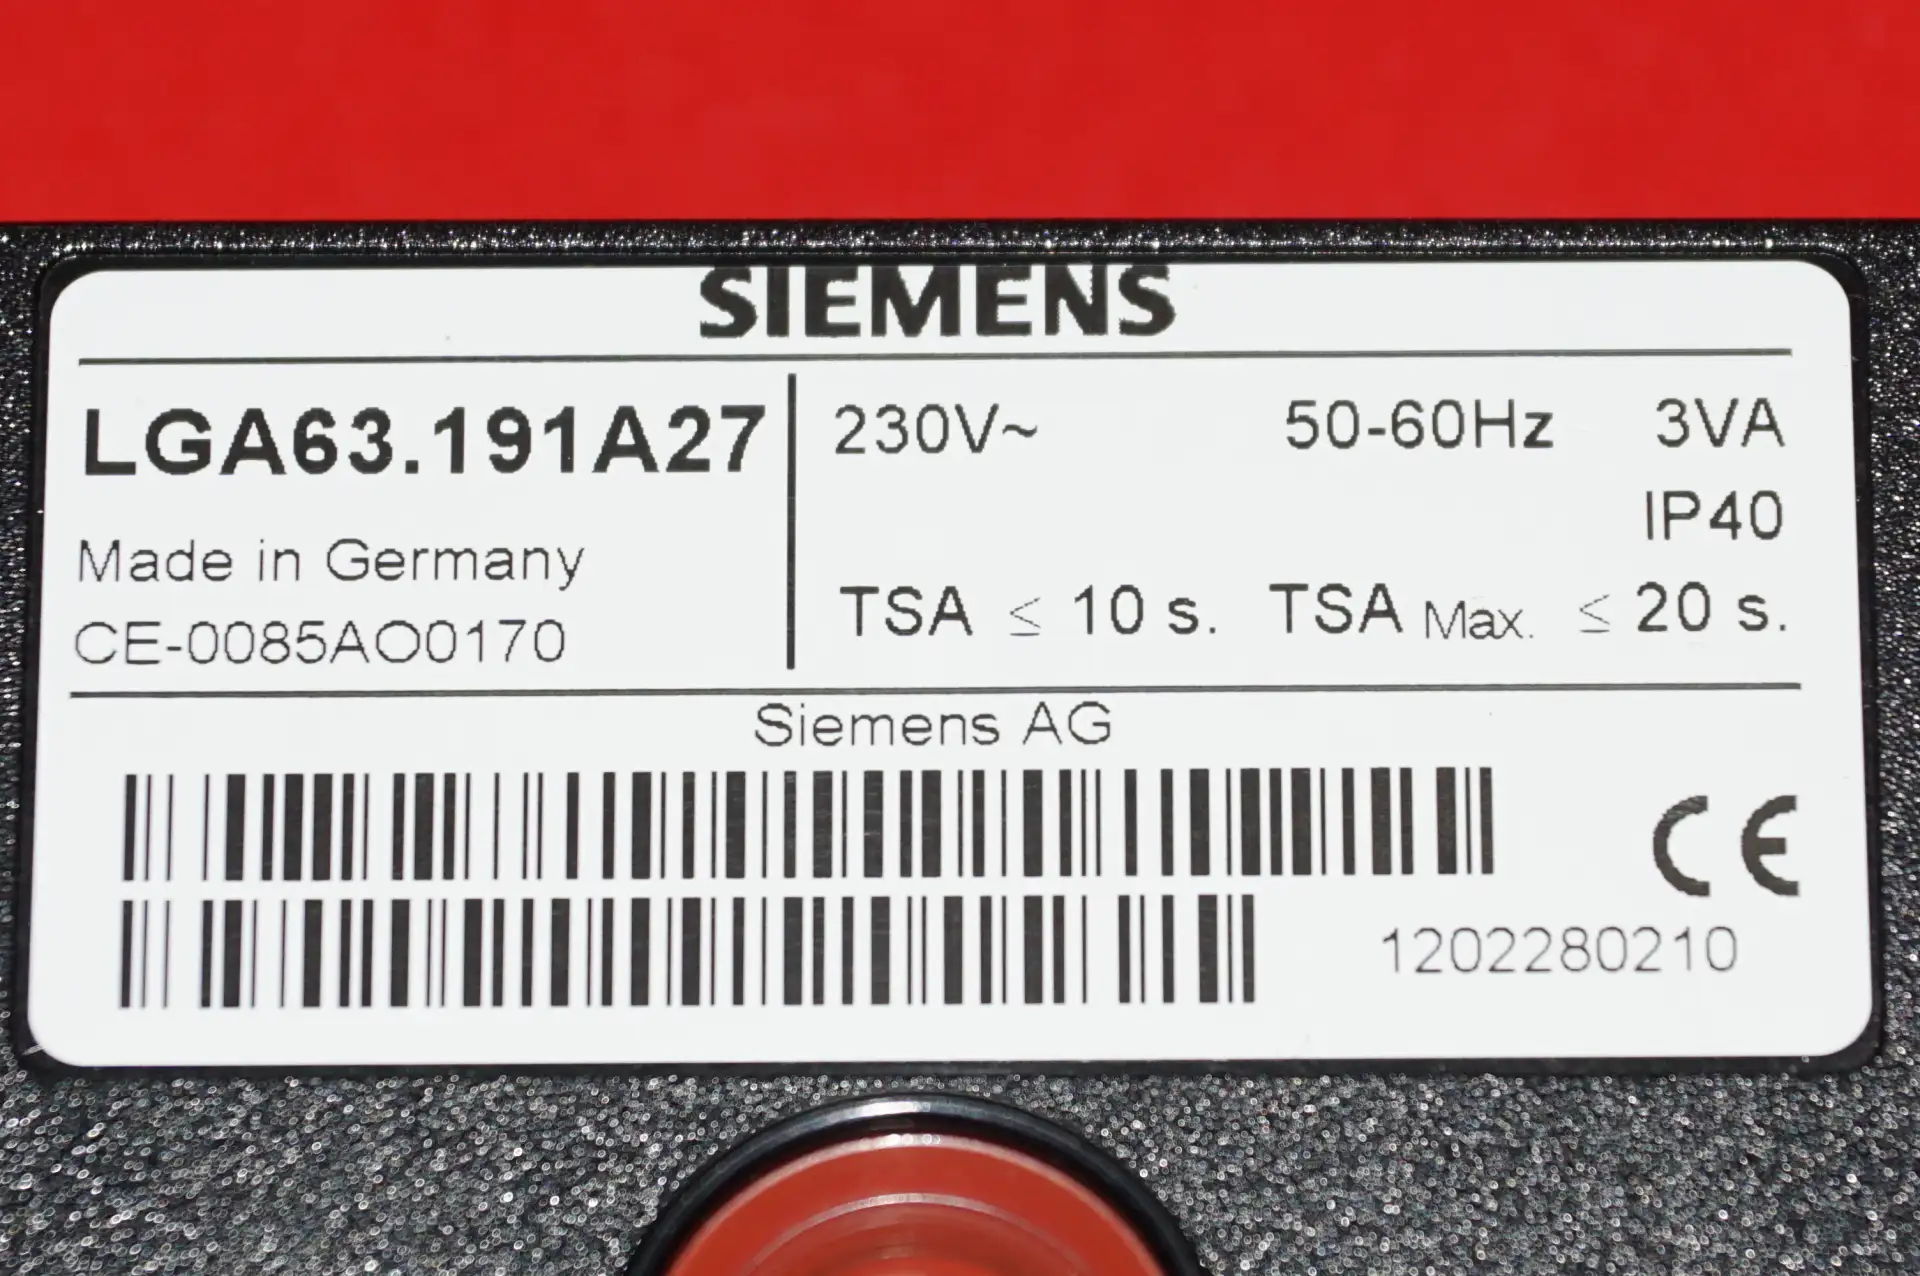 SIEMENS
LGA63.191A27
Made in Germany
CE-0085AO0170
230V~ 50-60Hz 3VA
IP40
TSA ≤ 10 s. TSA Max. ≤ 20 s.
Siemens AG
CE
1202280210